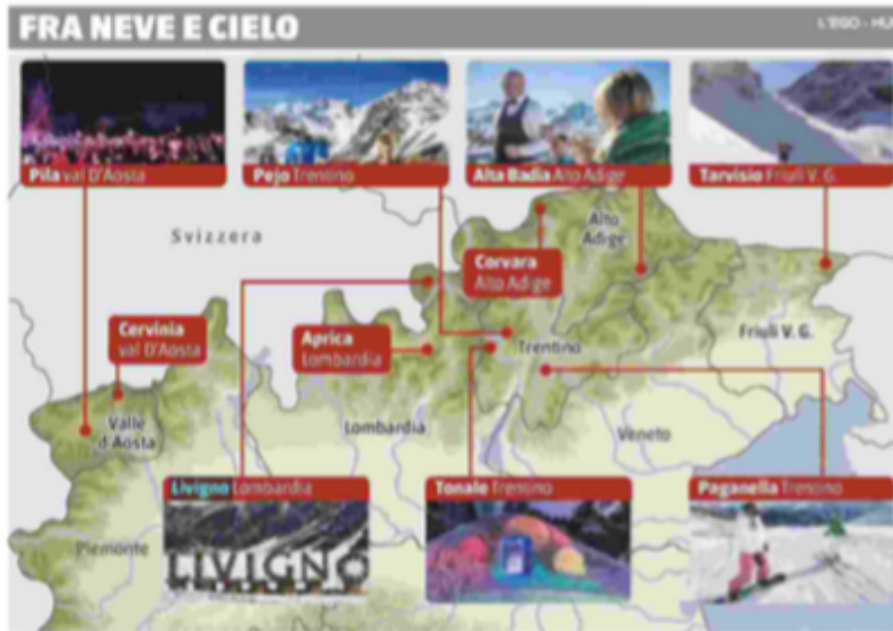 FRA NEVE E CIELO
L'EGO - HUB
Pila val D'Aosta
Pejo Trentino
Alta Badia Alto Adige
Tarvisio Friuli V. G.
Svizzera
Alto
Adige
Corvara
Alto Adige
Cervinia
val D'Aosta
Aprica
Lombardia
Trentino
Friuli V. G.
Valle
d'Aosta
Lombardia
Veneto
Livigno Lombardia
Tonale Trentino
Paganella Trentino
Piemonte
LIVIGNO